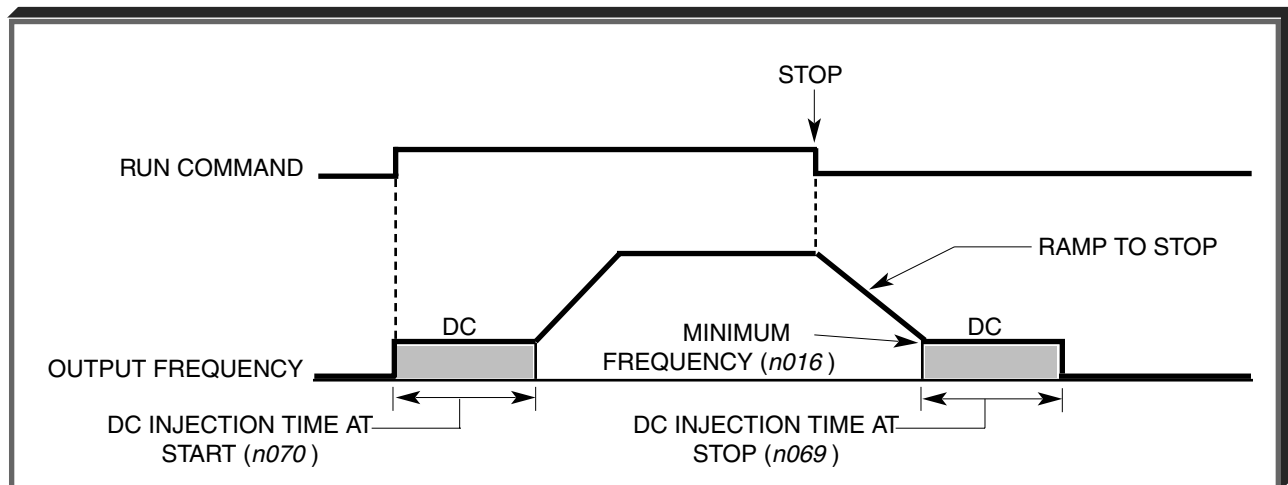 STOP
RUN COMMAND
RAMP TO STOP
DC
MINIMUM
FREQUENCY (n016 )
DC
OUTPUT FREQUENCY
DC INJECTION TIME AT
START (n070 )
DC INJECTION TIME AT
STOP (n069 )